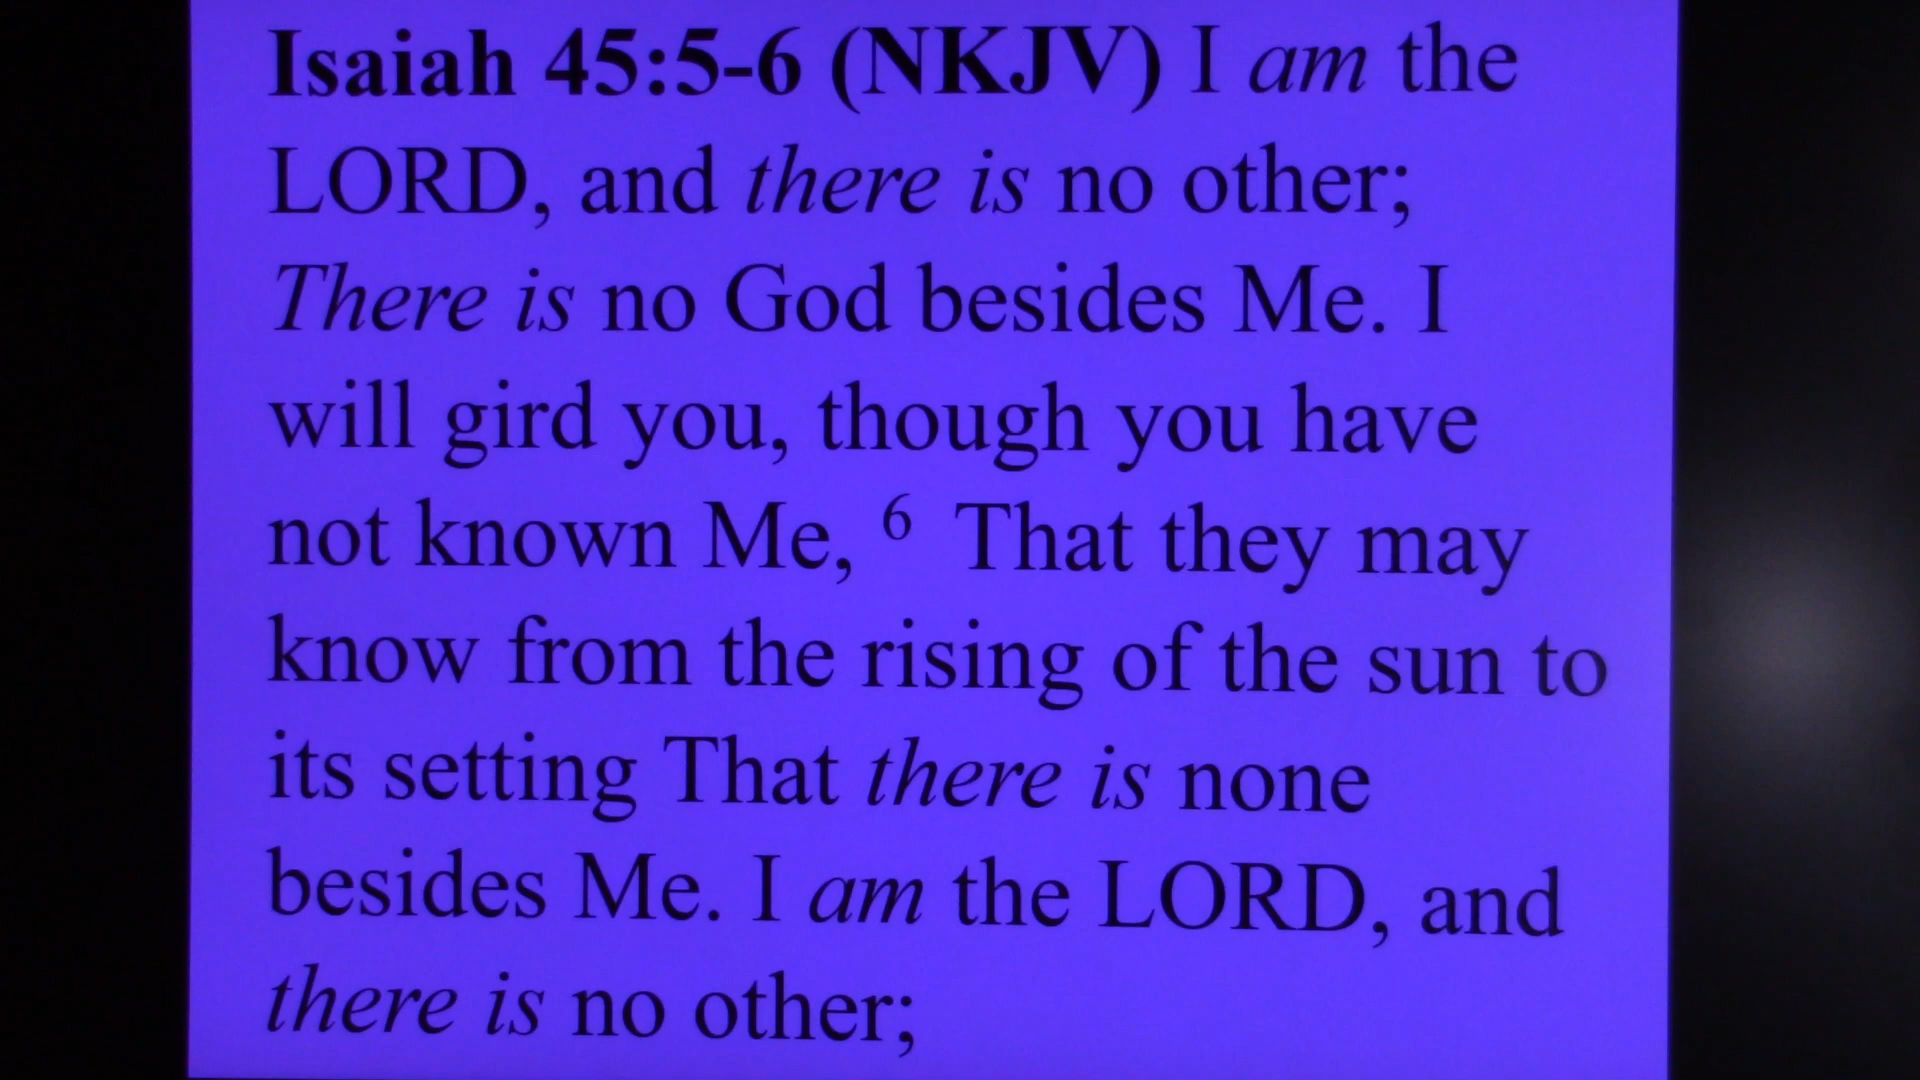 Isaiah 45:5-6 (NKJV) I am the
LORD, and there is no other;
There is no God besides Me. I
will gird you, though you have
not known Me, 6 That they may
know from the rising of the sun to
its setting That there is none
besides Me. I am the LORD, and
there is no other;